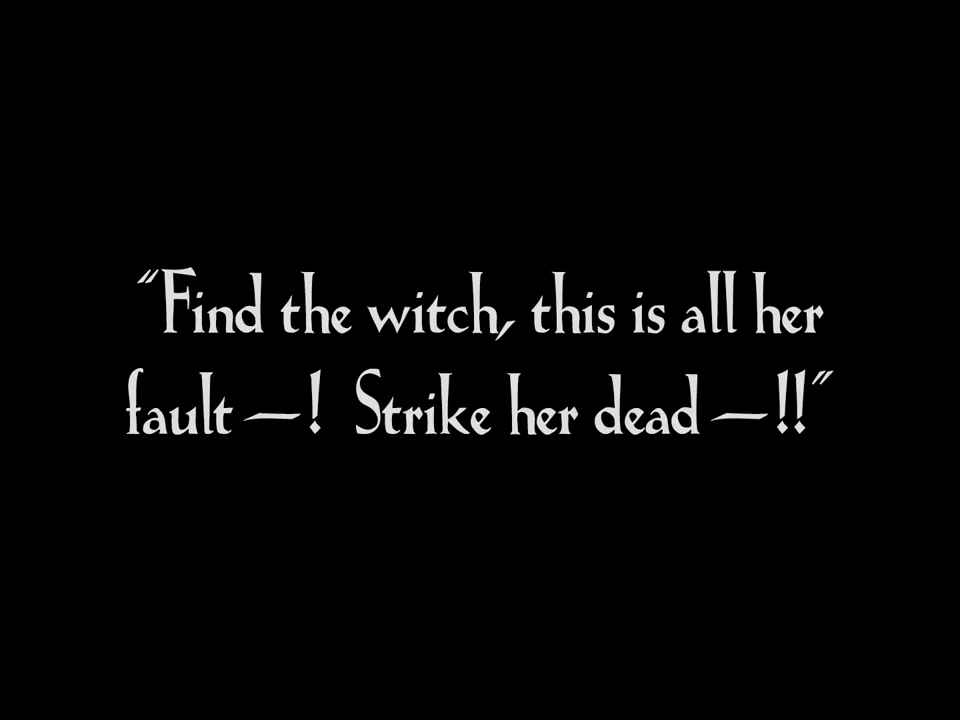 "Find the witch, this is all her
fault—! Strike her dead—!!"